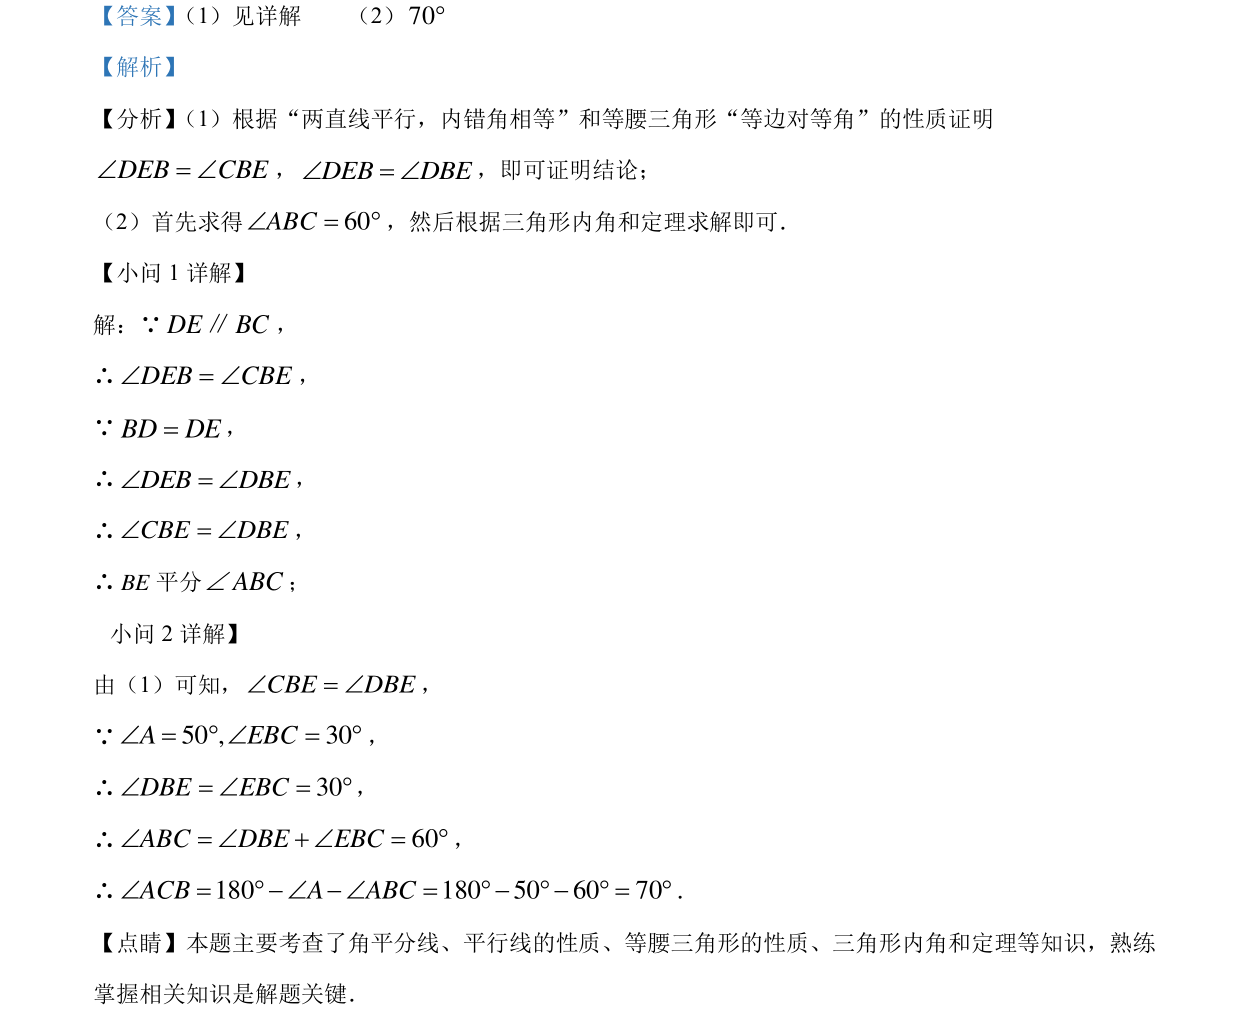 【答案】（1）见详解 （2）70°
【解析】
【分析】（1）根据“两直线平行，内错角相等”和等腰三角形“等边对等角”的性质证明
∠DEB = ∠CBE，∠DEB = ∠DBE，即可证明结论；
（2）首先求得∠ABC = 60°，然后根据三角形内角和定理求解即可．
【小问 1 详解】
解：∵ DE // BC，
∴ ∠DEB = ∠CBE，
∵ BD = DE，
∴ ∠DEB = ∠DBE，
∴ ∠CBE = ∠DBE，
∴ BE 平分∠ABC；
小问 2 详解】
由（1）可知，∠CBE = ∠DBE，
∵ ∠A = 50°,∠EBC = 30°，
∴ ∠DBE = ∠EBC = 30°，
∴ ∠ABC = ∠DBE + ∠EBC = 60°，
∴ ∠ACB = 180° − ∠A − ∠ABC = 180° − 50° − 60° = 70°．
【点睛】本题主要考查了角平分线、平行线的性质、等腰三角形的性质、三角形内角和定理等知识，熟练
掌握相关知识是解题关键．